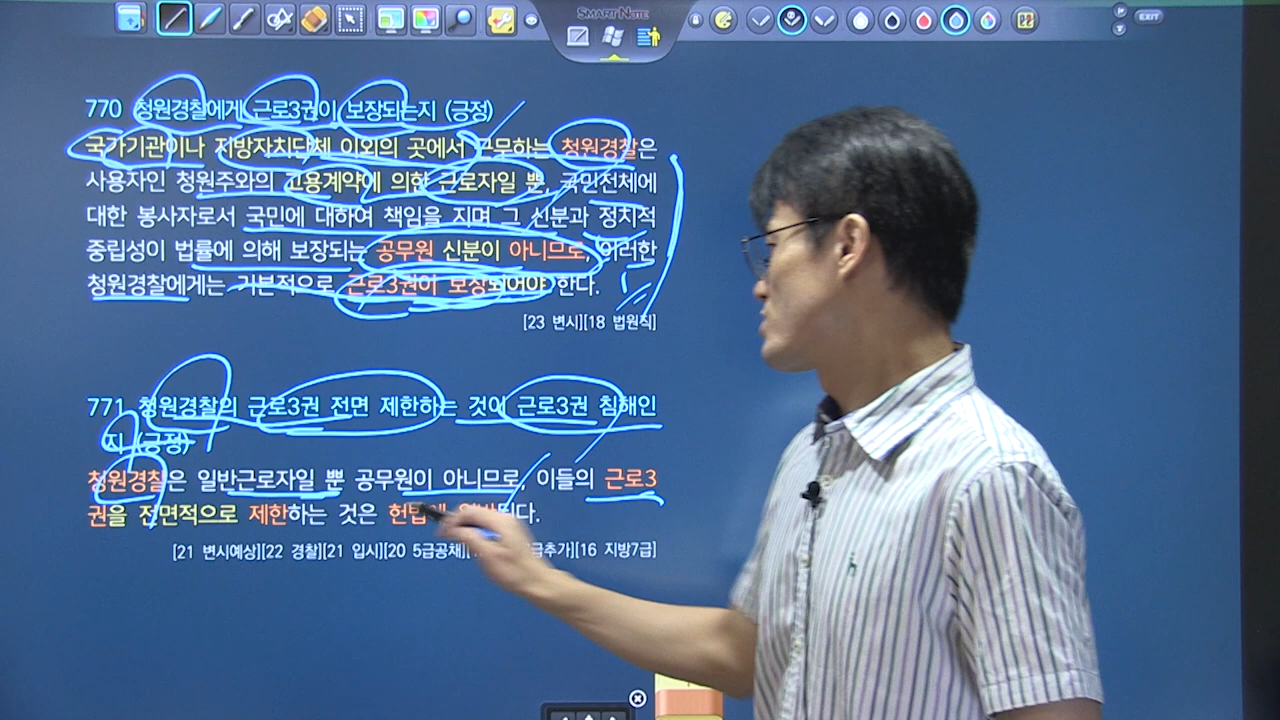 SMART NOTE
EXIT
770 청원경찰에게 근로3권이 보장되는지 (긍정)
국가기관이나 지방자치단체 이외의 곳에서 근무하는 청원경찰은
사용자인 청원주와의 고용계약에 의한 근로자일 뿐, 국민전체에
대한 봉사자로서 국민에 대하여 책임을 지며 그 신분과 정치적
중립성이 법률에 의해 보장되는 공무원 신분이 아니므로, 이러한
청원경찰에게는 기본적으로 근로3권이 보장되어야 한다.
[23 변시][18 법원직]
771 청원경찰의 근로3권 전면 제한하는 것이 근로3권 침해인
지 (긍정)
청원경찰은 일반근로자일 뿐 공무원이 아니므로, 이들의 근로3
권을 전면적으로 제한하는 것은 헌법에 된다.
[21 변시예상][22 경찰][21 입시][20 5급공채] 급추가][16 지방7급]